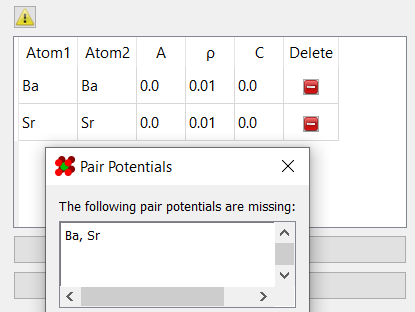 Atom1 Atom2 A ρ C Delete
Ba Ba 0.0 0.01 0.0
Sr Sr 0.0 0.01 0.0
Pair Potentials
The following pair potentials are missing:
Ba, Sr